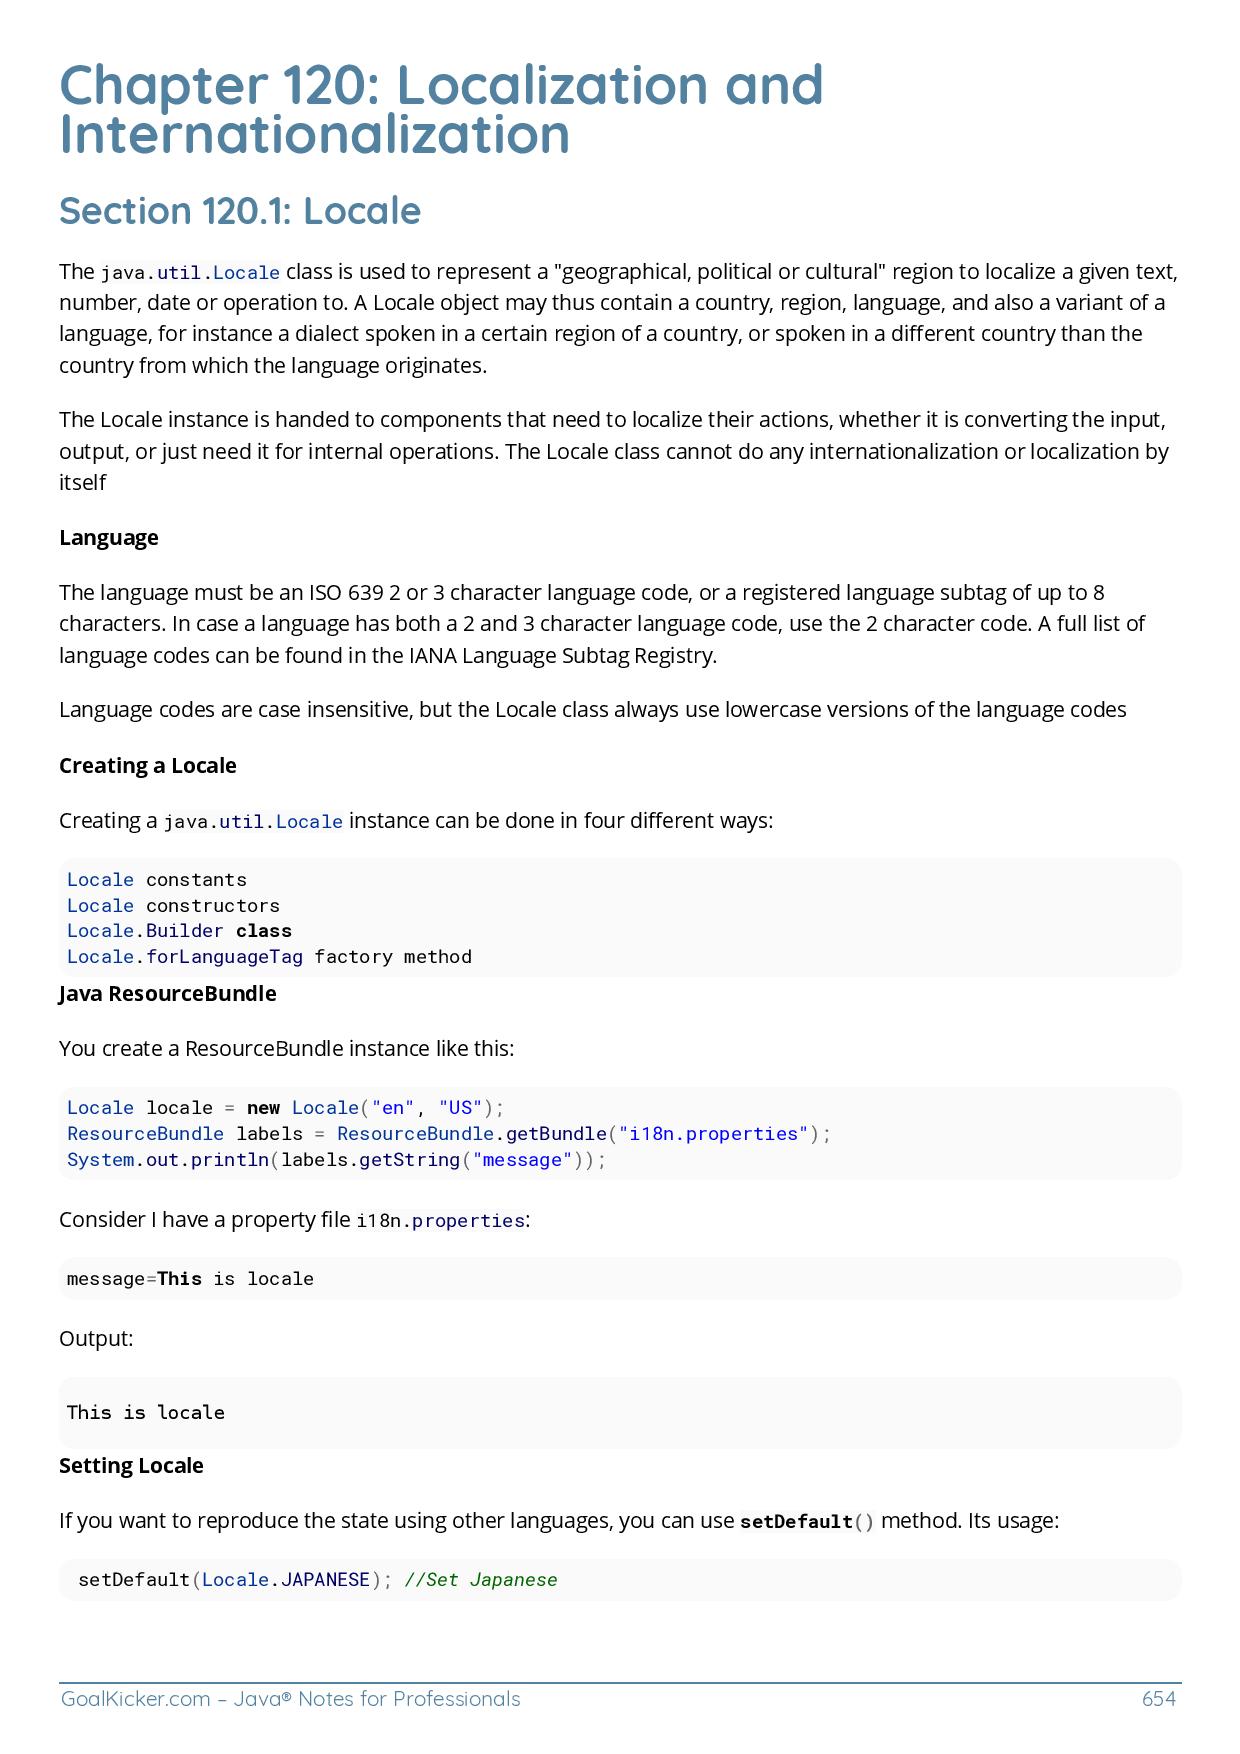 Chapter 120: Localization and
Internationalization
Section 120.1: Locale
The java.util.Locale class is used to represent a "geographical, political or cultural" region to localize a given text,
number, date or operation to. A Locale object may thus contain a country, region, language, and also a variant of a
language, for instance a dialect spoken in a certain region of a country, or spoken in a different country than the
country from which the language originates.
The Locale instance is handed to components that need to localize their actions, whether it is converting the input,
output, or just need it for internal operations. The Locale class cannot do any internationalization or localization by
itself
Language
The language must be an ISO 639 2 or 3 character language code, or a registered language subtag of up to 8
characters. In case a language has both a 2 and 3 character language code, use the 2 character code. A full list of
language codes can be found in the IANA Language Subtag Registry.
Language codes are case insensitive, but the Locale class always use lowercase versions of the language codes
Creating a Locale
Creating a java.util.Locale instance can be done in four different ways:
Locale constants
Locale constructors
Locale.Builder class
Locale.forLanguageTag factory method
Java ResourceBundle
You create a ResourceBundle instance like this:
Locale locale = new Locale("en", "US");
ResourceBundle labels = ResourceBundle.getBundle("i18n.properties");
System.out.println(labels.getString("message"));
Consider I have a property file i18n.properties:
message=This is locale
Output:
This is locale
Setting Locale
If you want to reproduce the state using other languages, you can use setDefault() method. Its usage:
setDefault(Locale.JAPANESE); //Set Japanese
GoalKicker.com – Java® Notes for Professionals 654